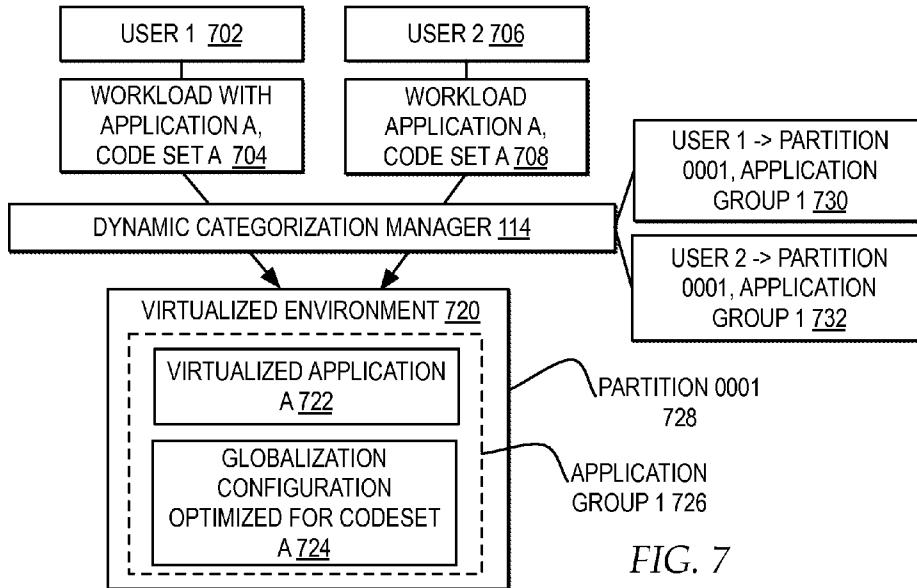 USER 1 702
USER 2 706
WORKLOAD WITH
APPLICATION A,
CODE SET A 704
WORKLOAD
APPLICATION A,
CODE SET A 708
USER 1 -> PARTITION
0001, APPLICATION
GROUP 1 730
DYNAMIC CATEGORIZATION MANAGER 114
USER 2 -> PARTITION
0001, APPLICATION
GROUP 1 732
VIRTUALIZED ENVIRONMENT 720
VIRTUALIZED APPLICATION
A 722
PARTITION 0001
728
GLOBALIZATION
CONFIGURATION
OPTIMIZED FOR CODESET
A 724
APPLICATION
GROUP 1 726
FIG. 7